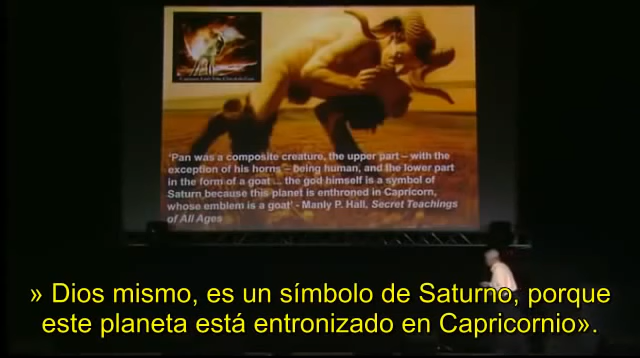 'Pan was a composite creature, the upper part – with the
exception of his horns – being human, and the lower part
in the form of a goat ... the god himself is a symbol of
Saturn because this planet is enthroned in Capricorn,
whose emblem is a goat' - Manly P. Hall, Secret Teachings
of All Ages
» Dios mismo, es un símbolo de Saturno, porque
este planeta está entronizado en Capricornio».